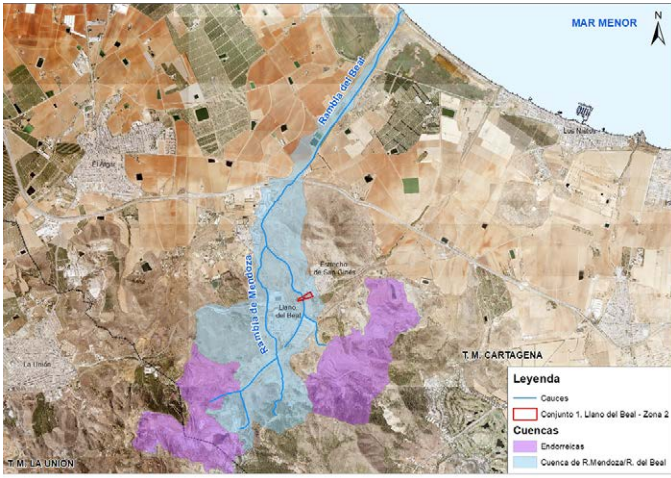 MAR MENOR
N
Rambla del Beal
Los Nietos
El Algar
Estrecho
de San Ginés
Rambla de Mendoza
Llano
del Beal
La Unión
T.M. CARTAGENA
T.M. LA UNION
Leyenda
Cauces
Conjunto 1, Llano del Beal - Zona 2
Cuencas
Endorreicas
Cuenca de R.Mendoza/R. del Beal